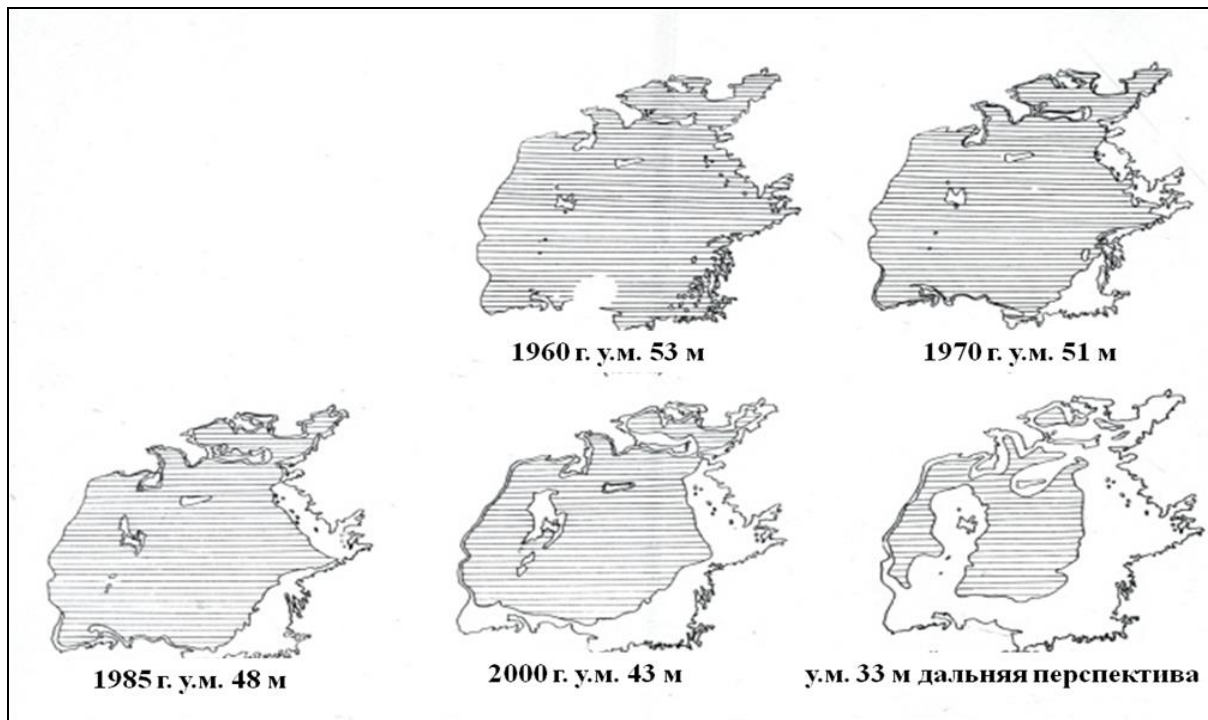 1960 г. у.м. 53 м
1970 г. у.м. 51 м
1985 г. у.м. 48 м
2000 г. у.м. 43 м
у.м. 33 м дальняя перспектива